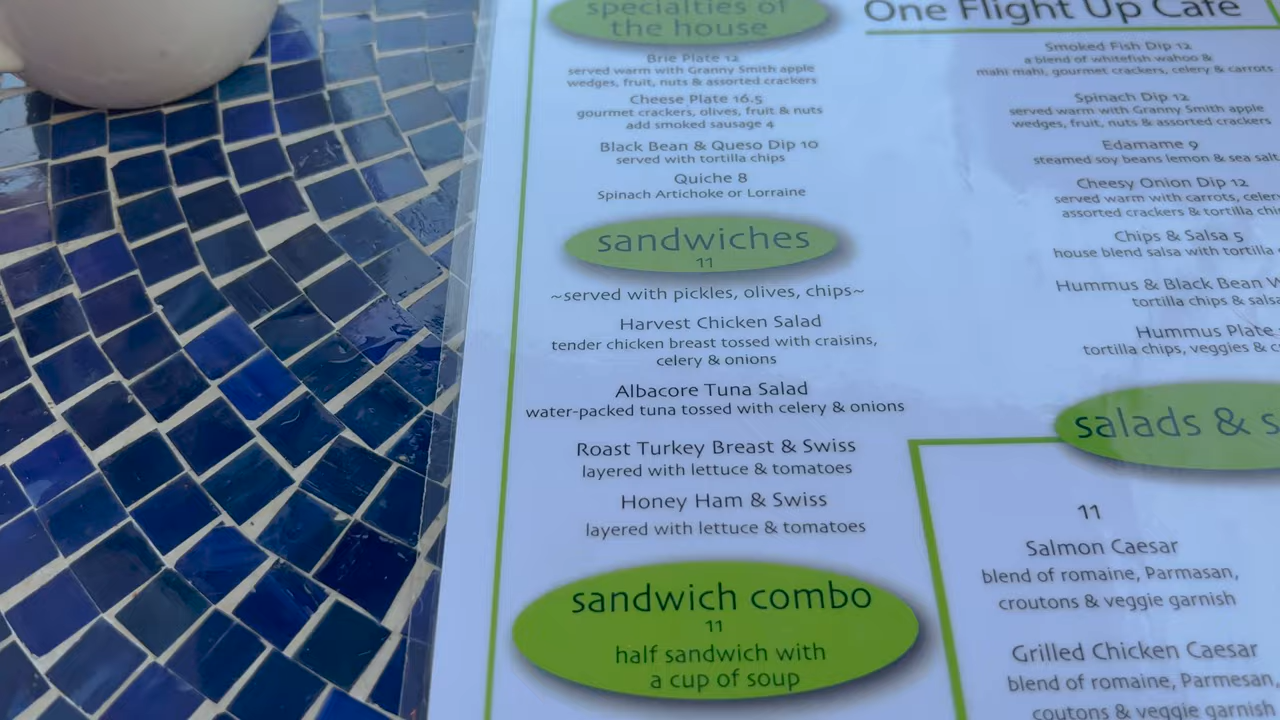 specialties of
the house
Brie Plate 12
served warm with Granny Smith apple
wedges, fruit, nuts & assorted crackers
Cheese Plate 16.5
gourmet crackers, olives, fruit & nuts
add smoked sausage 4
Black Bean & Queso Dip 10
served with tortilla chips
Quiche 8
Spinach Artichoke or Lorraine
sandwiches
11
~served with pickles, olives, chips~
Harvest Chicken Salad
tender chicken breast tossed with craisins,
celery & onions
Albacore Tuna Salad
water-packed tuna tossed with celery & onions
Roast Turkey Breast & Swiss
layered with lettuce & tomatoes
Honey Ham & Swiss
layered with lettuce & tomatoes
sandwich combo
11
half sandwich with
a cup of soup
One Flight Up Cafe
Smoked Fish Dip 12
a blend of whitefish wahoo &
mahi mahi, gourmet crackers, celery & carrots
Spinach Dip 12
served warm with Granny Smith apple
wedges, fruit, nuts & assorted crackers
Edamame 9
steamed soy beans lemon & sea salt
Cheesy Onion Dip 12
served warm with carrots,
assorted crackers & tortilla
Chips & Salsa 5
house blend salsa with tortilla
Hummus & Black Bean
tortilla chips & salsa
Hummus Plate
tortilla chips, veggies &
salads &
11
Salmon Caesar
blend of romaine, Parmasan,
croutons & veggie garnish
Grilled Chicken Caesar
blend of romaine, Parmesan,
coutons & veggie garnish